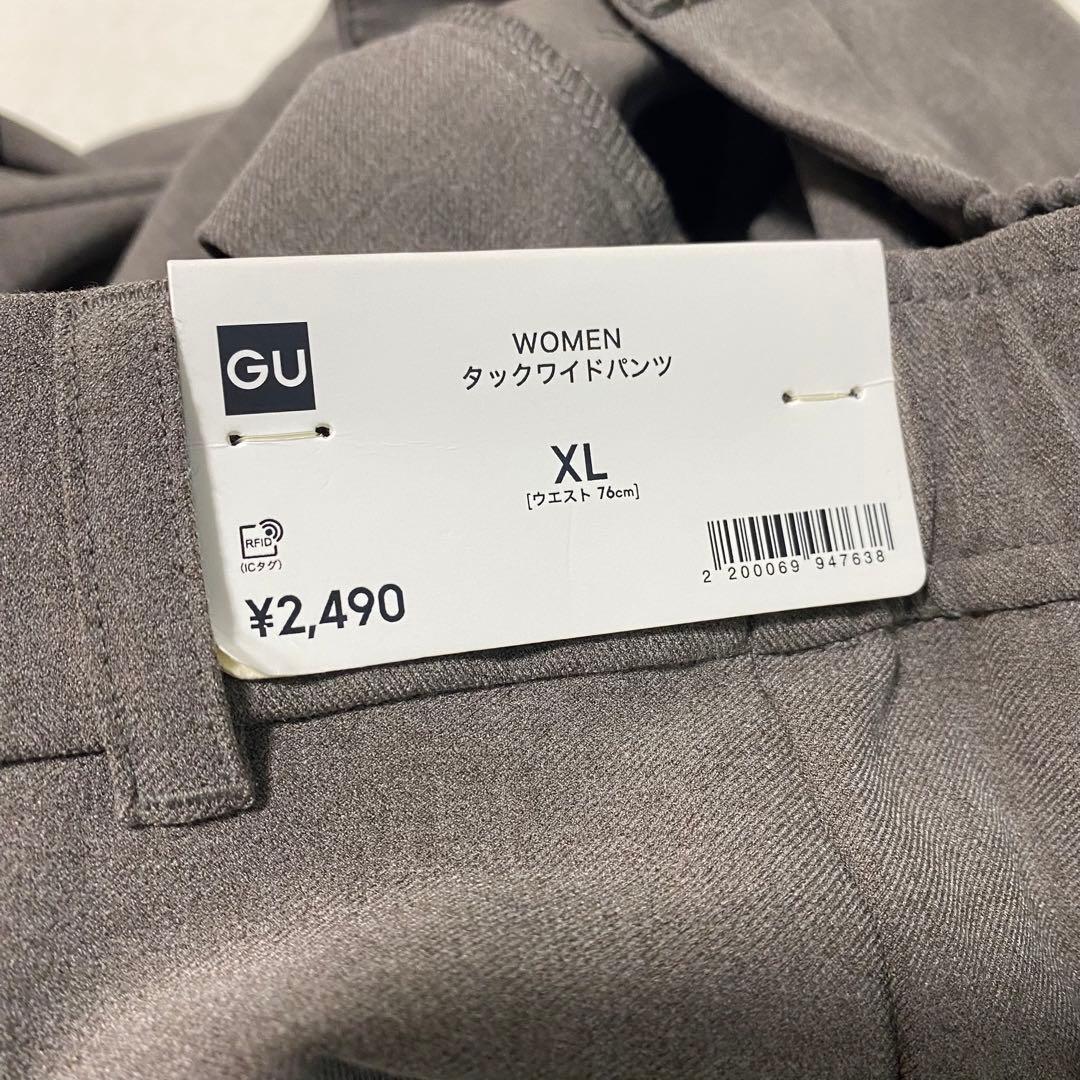 GU
WOMEN
タックワイドパンツ
XL
[ウエスト 76cm]
RFID
(ICタグ)
¥2,490
2 200069 947638